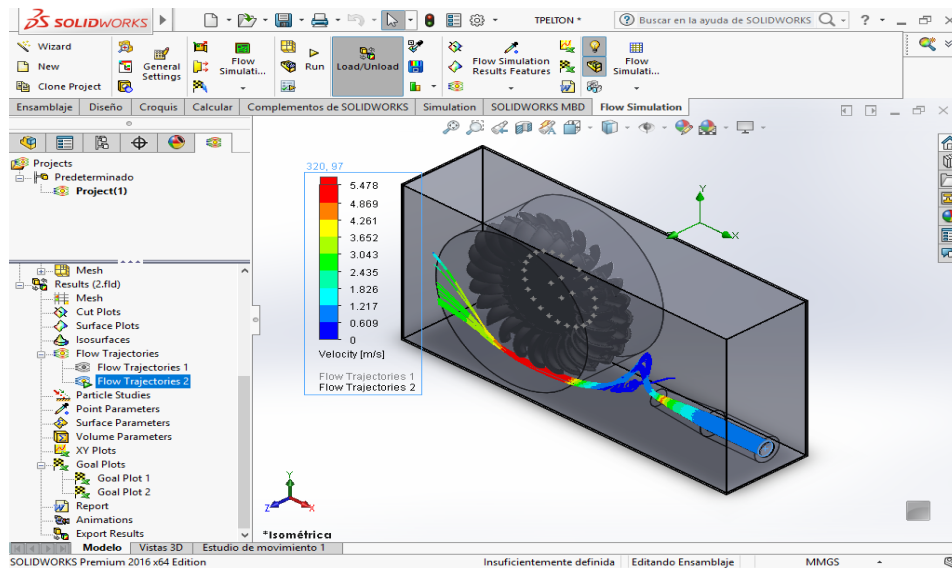 SOLIDWORKS
TPELTON *
Buscar en la ayuda de SOLIDWORKS
Wizard
New
Clone Project
General Settings
Flow Simulati...
Run
Load/Unload
Flow Simulation Results Features
Flow Simulati...
Ensamblaje
Diseño
Croquis
Calcular
Complementos de SOLIDWORKS
Simulation
SOLIDWORKS MBD
Flow Simulation
Projects
Predeterminado
Project(1)
Mesh
Results (2.fld)
Mesh
Cut Plots
Surface Plots
Isosurfaces
Flow Trajectories
Flow Trajectories 1
Flow Trajectories 2
Particle Studies
Point Parameters
Surface Parameters
Volume Parameters
XY Plots
Goal Plots
Goal Plot 1
Goal Plot 2
Report
Animations
Export Results
320, 97
5.478
4.869
4.261
3.652
3.043
2.435
1.826
1.217
0.609
0
Velocity [m/s]
Flow Trajectories 1
Flow Trajectories 2
Y
Z
X
Y
Z
X
*Isométrica
Modelo
Vistas 3D
Estudio de movimiento 1
SOLIDWORKS Premium 2016 x64 Edition
Insuficientemente definida
Editando Ensamblaje
MMGS